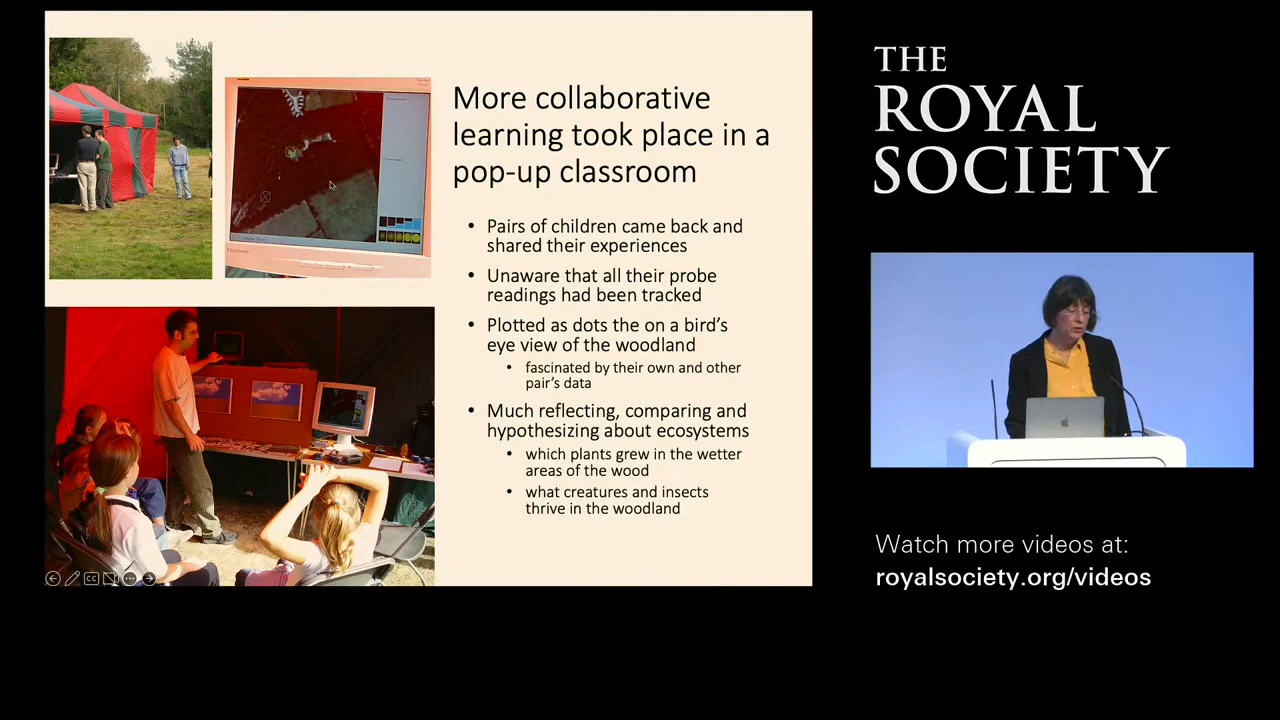 More collaborative
learning took place in a
pop-up classroom
• Pairs of children came back and
shared their experiences
• Unaware that all their probe
readings had been tracked
• Plotted as dots the on a bird's
eye view of the woodland
• fascinated by their own and other
pair's data
• Much reflecting, comparing and
hypothesizing about ecosystems
• which plants grew in the wetter
areas of the wood
• what creatures and insects
thrive in the woodland
CC
THE
ROYAL
SOCIETY
Watch more videos at:
royalsociety.org/videos